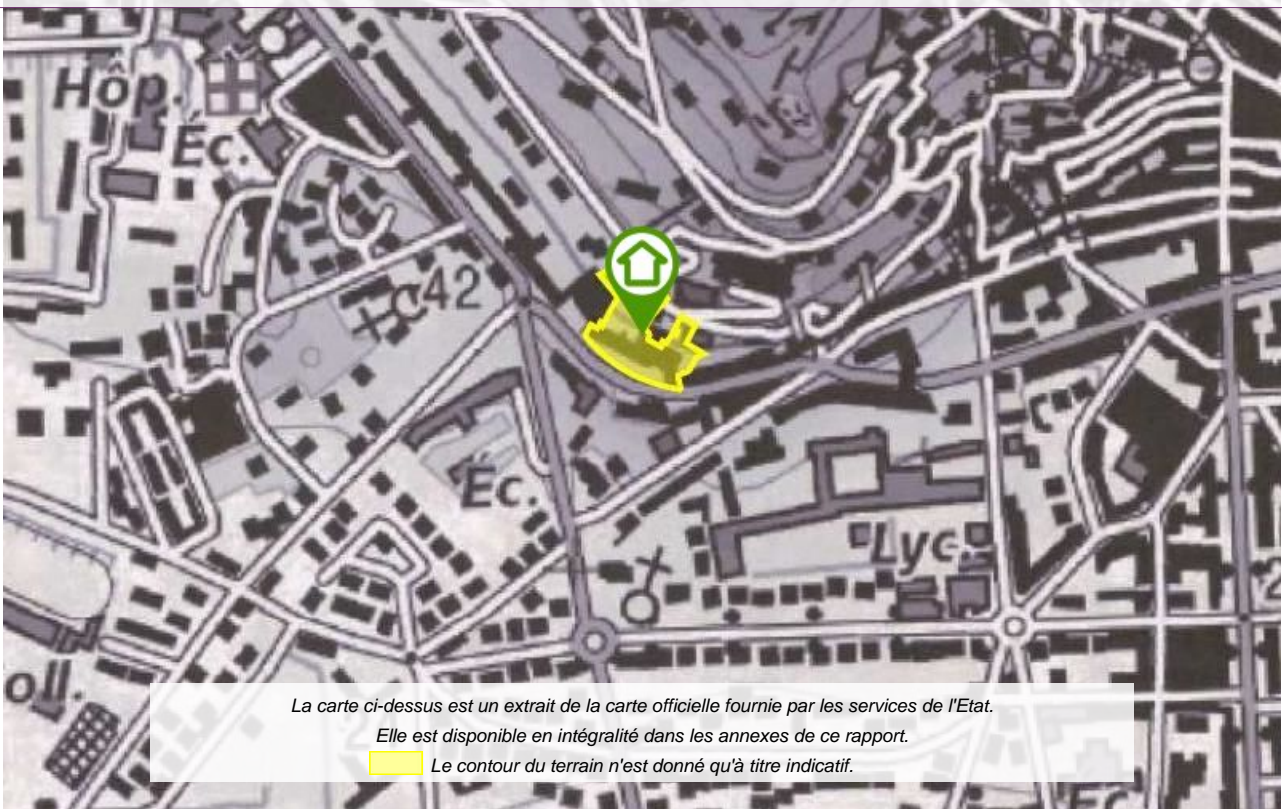 Hôp.
Éc.
C42
Éc.
Lyc.
oll.
La carte ci-dessus est un extrait de la carte officielle fournie par les services de l'Etat.
Elle est disponible en intégralité dans les annexes de ce rapport.
Le contour du terrain n'est donné qu'à titre indicatif.
Ec